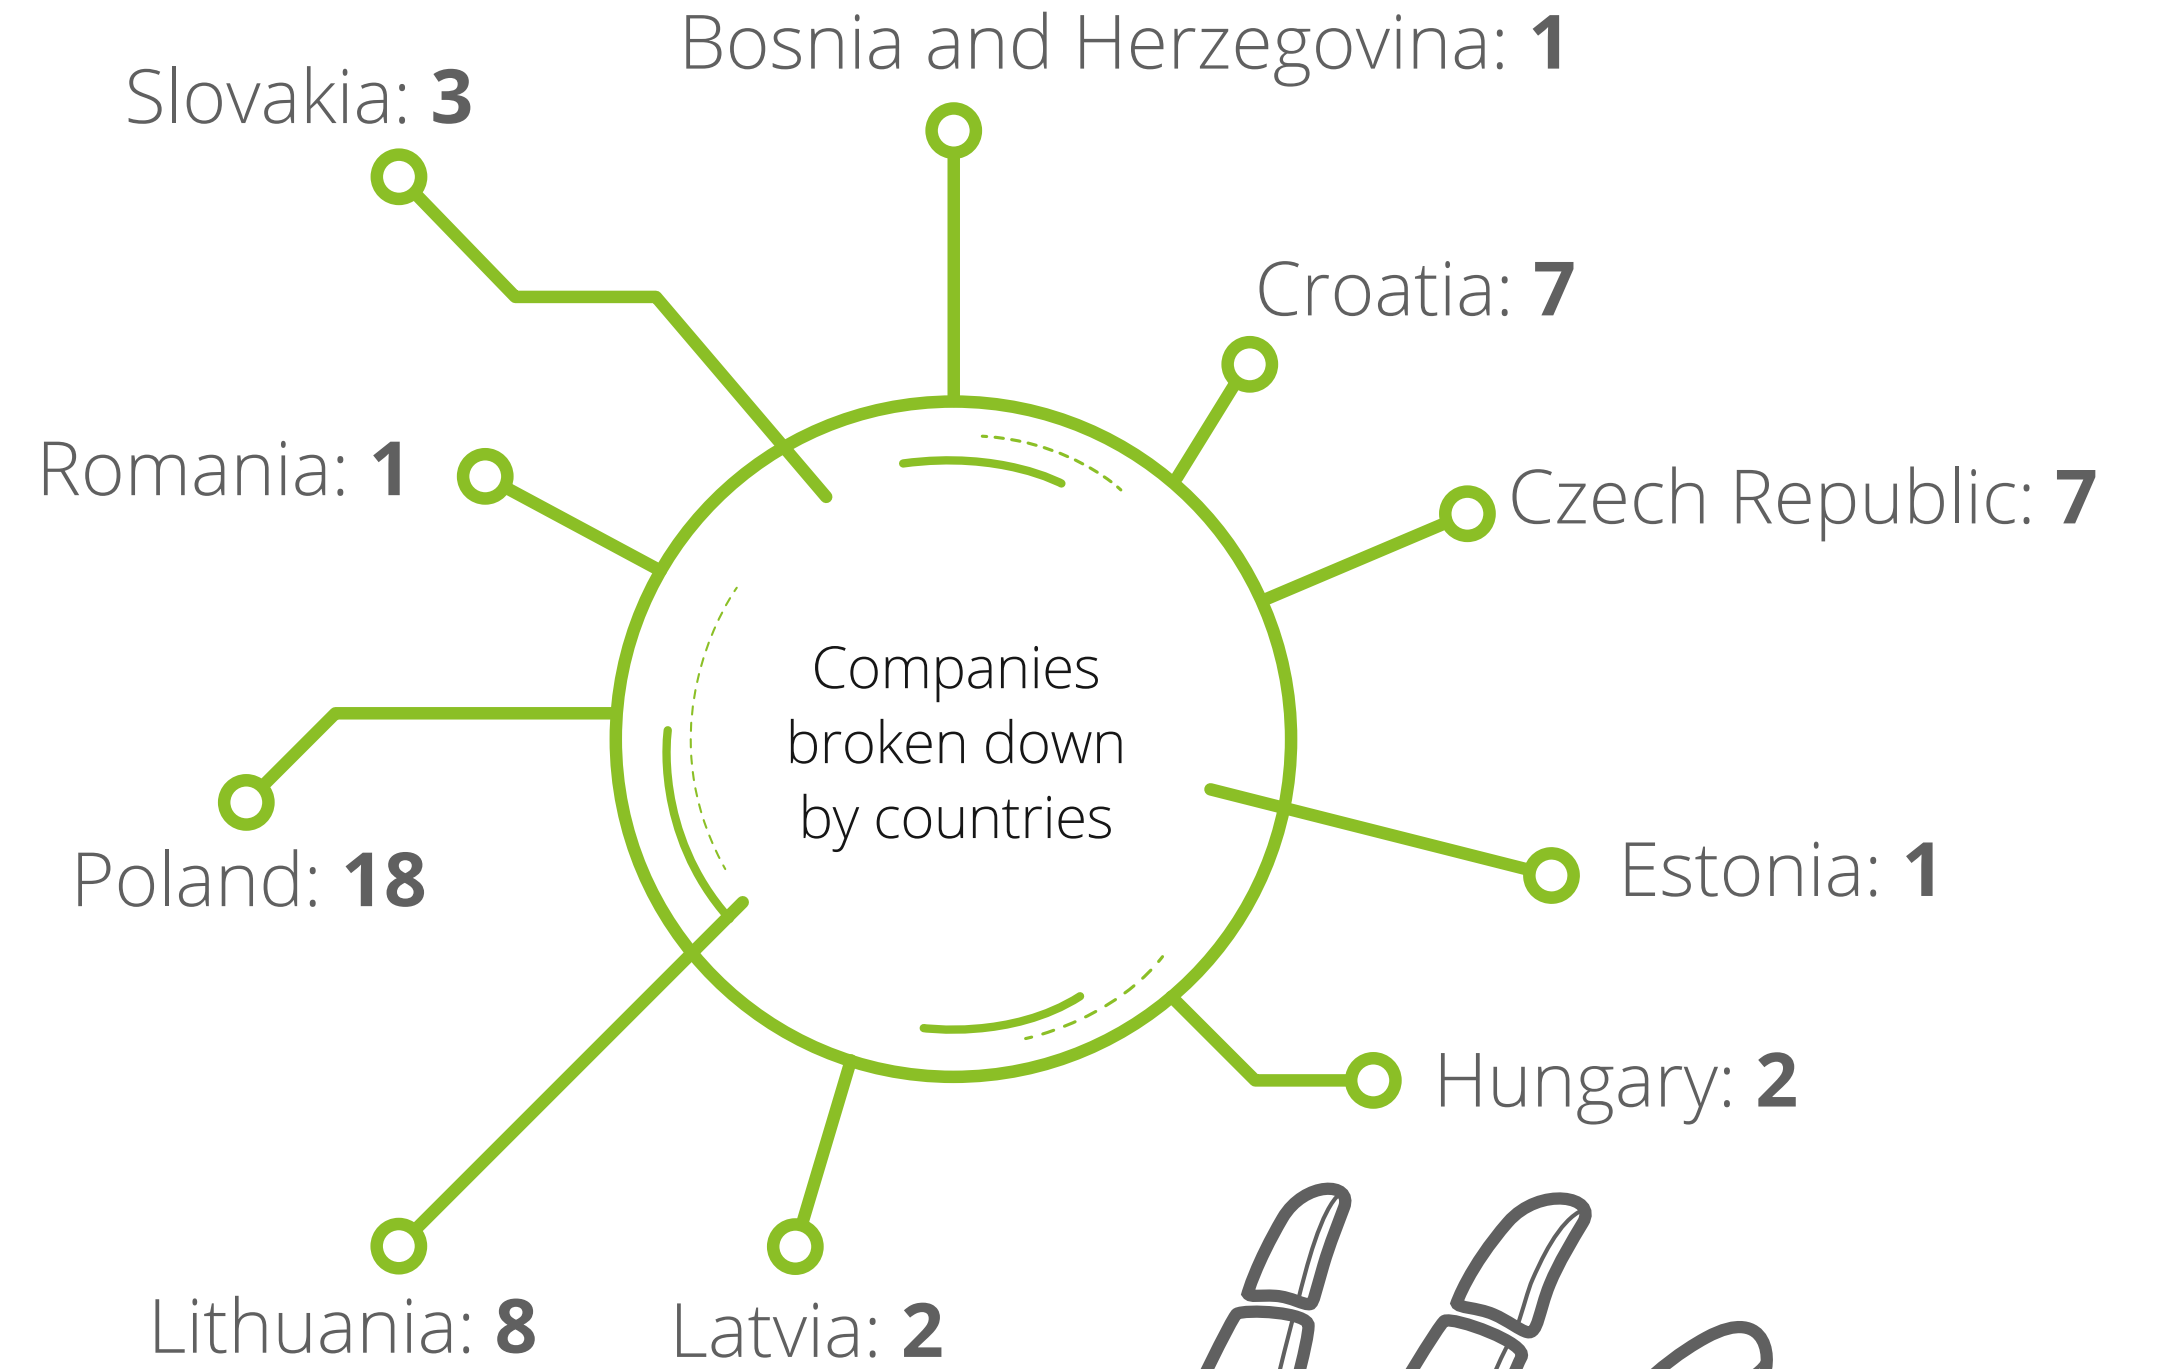 Bosnia and Herzegovina: 1
Slovakia: 3
Croatia: 7
Romania: 1
Czech Republic: 7
Companies
broken down
by countries
Poland: 18
Estonia: 1
Hungary: 2
Lithuania: 8
Latvia: 2